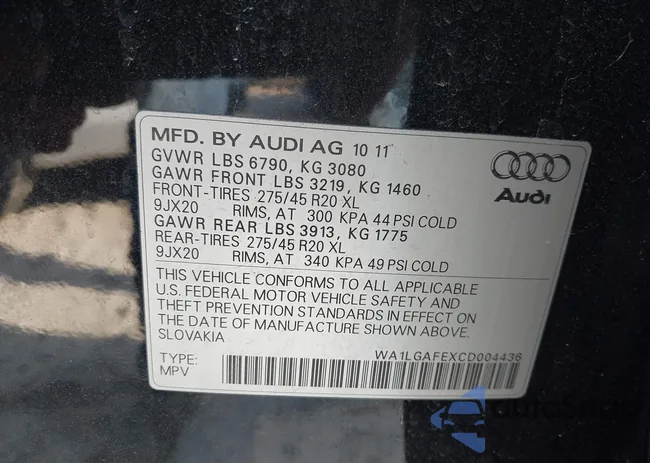 MFD. BY AUDI AG 10 11
GVWR LBS 6790, KG 3080
GAWR FRONT LBS 3219, KG 1460
FRONT-TIRES 275/45 R20 XL
9JX20 RIMS, AT 300 KPA 44 PSI COLD
GAWR REAR LBS 3913, KG 1775
REAR-TIRES 275/45 R20 XL
9JX20 RIMS, AT 340 KPA 49 PSI COLD
Audi
THIS VEHICLE CONFORMS TO ALL APPLICABLE
U.S. FEDERAL MOTOR VEHICLE SAFETY AND
THEFT PREVENTION STANDARDS IN EFFECT ON
THE DATE OF MANUFACTURE SHOWN ABOVE.
SLOVAKIA
TYPE: WA1LGAFEXCD004436
MPV